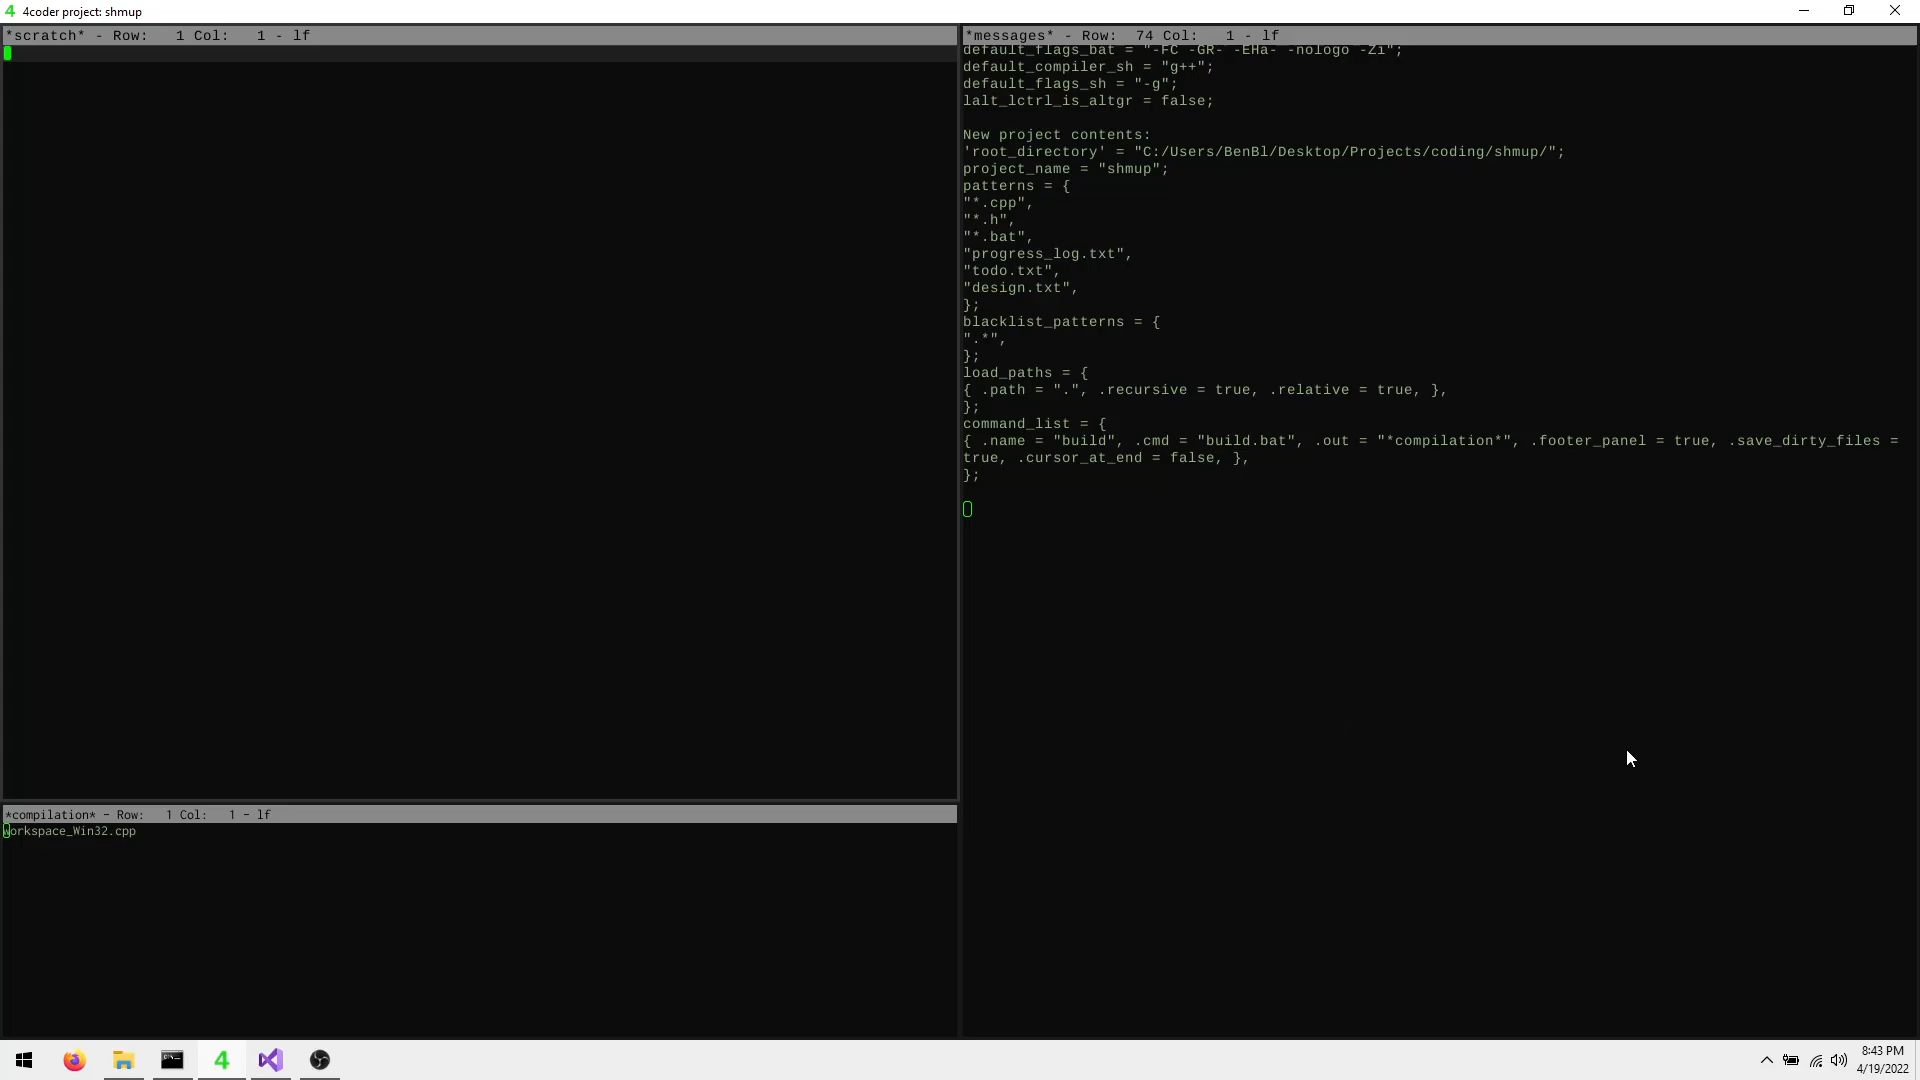 4 4coder project: shmup
*scratch* - Row:   1 Col:   1 - lf
*messages* - Row:  74 Col:   1 - lf
default_flags_bat = "-FC -GR- -EHa- -nologo -Zi";
default_compiler_sh = "g++";
default_flags_sh = "-g";
lalt_lctrl_is_altgr = false;
New project contents:
'root_directory' = "C:/Users/BenBl/Desktop/Projects/coding/shmup/";
project_name = "shmup";
patterns = {
"*.cpp",
"*.h",
"*.bat",
"progress_log.txt",
"todo.txt",
"design.txt",
};
blacklist_patterns = {
".*",
};
load_paths = {
{ .path = ".", .recursive = true, .relative = true, },
};
command_list = {
{ .name = "build", .cmd = "build.bat", .out = "*compilation*", .footer_panel = true, .save_dirty_files =
true, .cursor_at_end = false, },
};
*compilation* - Row:   1 Col:   1 - lf
workspace_Win32.cpp
4
8:43 PM
4/19/2022